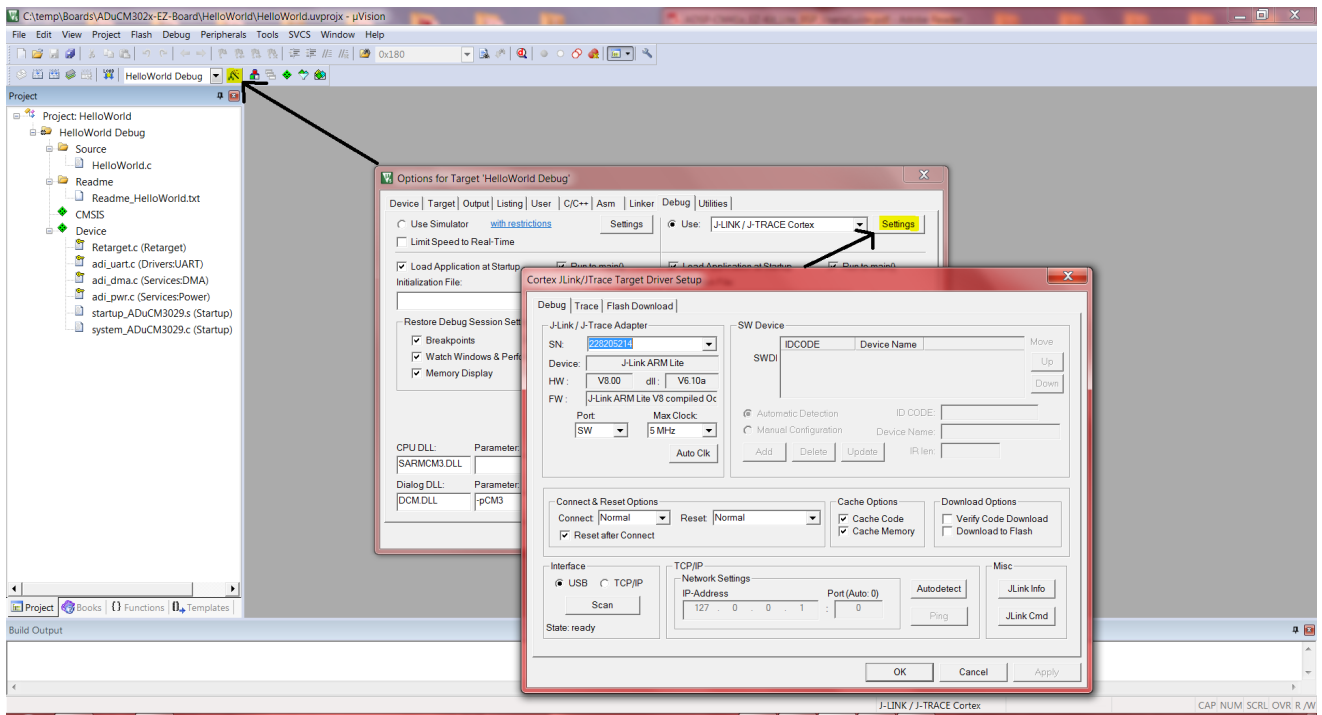 C:\temp\Boards\ADuCM302x-EZ-Board\HelloWorld\HelloWorld.uvprojx - µVision
File Edit View Project Flash Debug Peripherals Tools SVCS Window Help
0x180
HelloWorld Debug
Project
Project: HelloWorld
HelloWorld Debug
Source
HelloWorld.c
Readme
Readme_HelloWorld.txt
CMSIS
Device
Retarget.c (Retarget)
adi_uart.c (Drivers:UART)
adi_dma.c (Services:DMA)
adi_pwr.c (Services:Power)
startup_ADuCM3029.s (Startup)
system_ADuCM3029.c (Startup)
Project Books {} Functions Templates
Build Output
Options for Target 'HelloWorld Debug'
Device Target Output Listing User C/C++ Asm Linker Debug Utilities
Use Simulator with restrictions Settings Use: J-LINK / J-TRACE Cortex Settings
Limit Speed to Real-Time
Load Application at Startup Run to main() Load Application at Startup Run to main()
Initialization File:
Restore Debug Session Sett
Breakpoints
Watch Windows & Perfo
Memory Display
CPU DLL: Parameter:
SARMCM3.DLL
Dialog DLL: Parameter:
DCM.DLL -pCM3
Cortex JLink/JTrace Target Driver Setup
Debug Trace Flash Download
J-Link / J-Trace Adapter
SN: 228205214
Device: J-Link ARM Lite
HW : V8.00 dll : V6.10a
FW : J-Link ARM Lite V8 compiled Oc
Port: Max Clock:
SW 5 MHz
Auto Clk
SW Device
IDCODE Device Name Move
SWDI Up
Down
Automatic Detection ID CODE:
Manual Configuration Device Name:
Add Delete Update IR len:
Connect & Reset Options
Connect: Normal Reset: Normal
Reset after Connect
Cache Options
Cache Code
Cache Memory
Download Options
Verify Code Download
Download to Flash
Interface
USB TCP/IP
Scan
State: ready
TCP/IP
Network Settings
IP-Address Port (Auto: 0)
127 . 0 . 0 . 1 : 0
Autodetect
Ping
Misc
JLink Info
JLink Cmd
OK Cancel Apply
J-LINK / J-TRACE Cortex CAP NUM SCRL OVR R/W